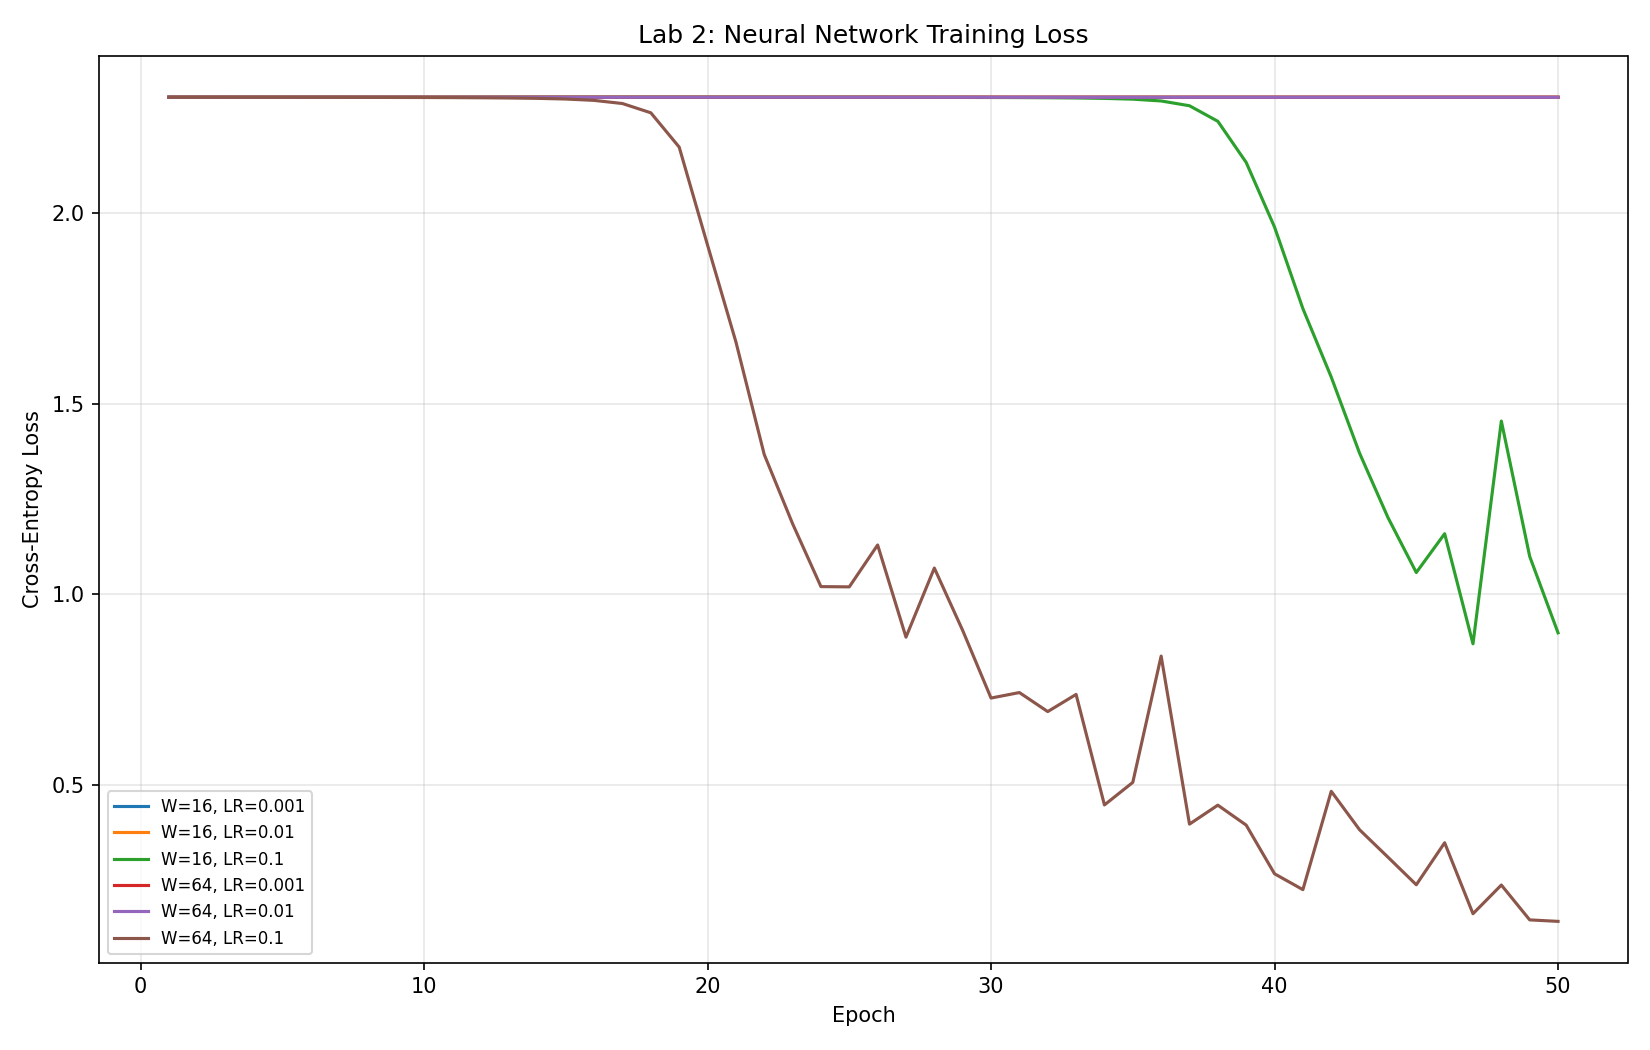 Lab 2: Neural Network Training Loss
Cross-Entropy Loss
2.0
1.5
1.0
0.5
W=16, LR=0.001
W=16, LR=0.01
W=16, LR=0.1
W=64, LR=0.001
W=64, LR=0.01
W=64, LR=0.1
0 10 20 30 40 50
Epoch